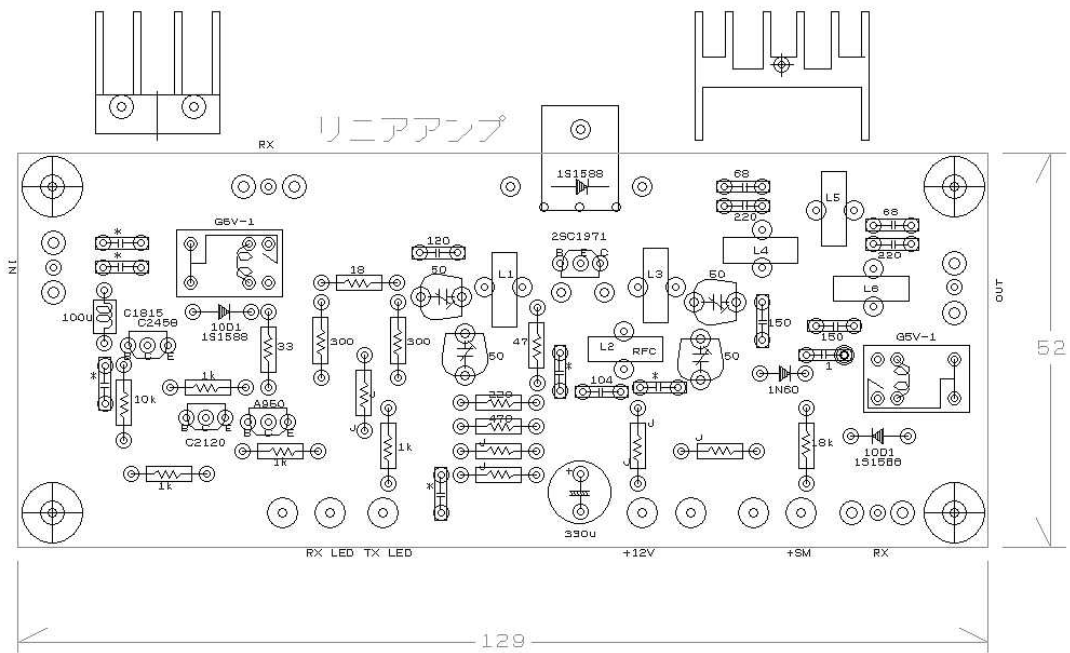 リニアアンプ
RX
1S1588
68
220
L5
68
220
G5V-1
120
2SC1971
B E C
L4
IN
*
*
18
50
L1
L3
50
L6
OUT
100u
C1815
C2458
B C E
10D1
1S1588
33
300
300
50
47
L2
RFC
50
150
150
G5V-1
52
*
1k
10k
J
*
104
*
1
1N60
A950
B C E
C2120
B C E
330
470
J
J
1k
1k
1k
J
J
18k
10D1
1S1588
*
+
330u
RX LED
TX LED
+12V
+SM
RX
129